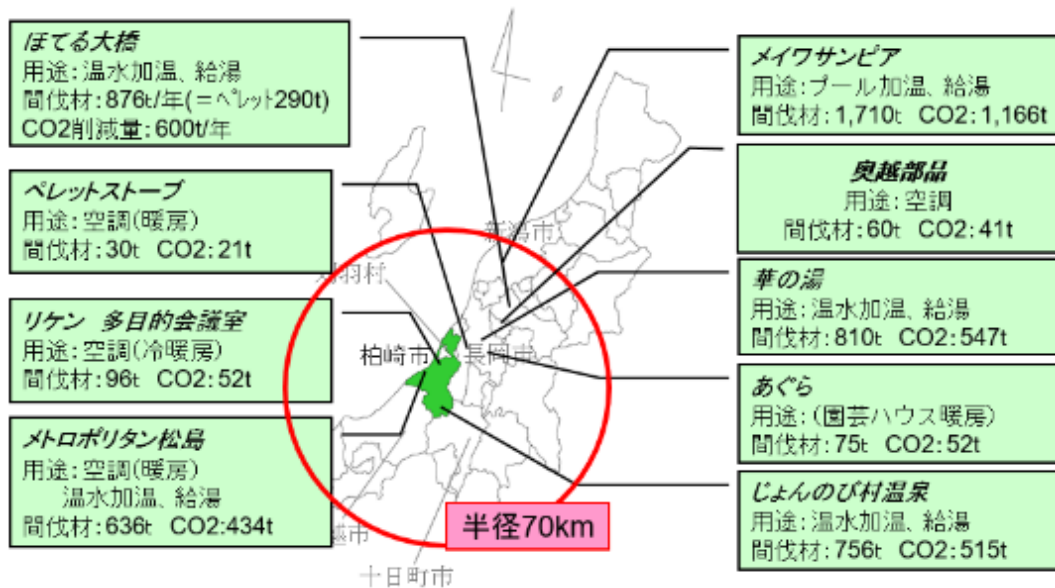 ほてる大橋
用途:温水加温、給湯
間伐材:876t/年(=ペレット290t)
CO2削減量:600t/年
ペレットストーブ
用途:空調(暖房)
間伐材:30t CO2:21t
リケン 多目的会議室
用途:空調(冷暖房)
間伐材:96t CO2:52t
メトロポリタン松島
用途:空調(暖房)
温水加温、給湯
間伐材:636t CO2:434t
メイワサンピア
用途:プール加温、給湯
間伐材:1,710t CO2:1,166t
奥越部品
用途:空調
間伐材:60t CO2:41t
華の湯
用途:温水加温、給湯
間伐材:810t CO2:547t
あぐら
用途:(園芸ハウス暖房)
間伐材:75t CO2:52t
じょんのび村温泉
用途:温水加温、給湯
間伐材:756t CO2:515t
新潟市
羽村
柏崎市
長岡市
越市
十日町市
半径70km